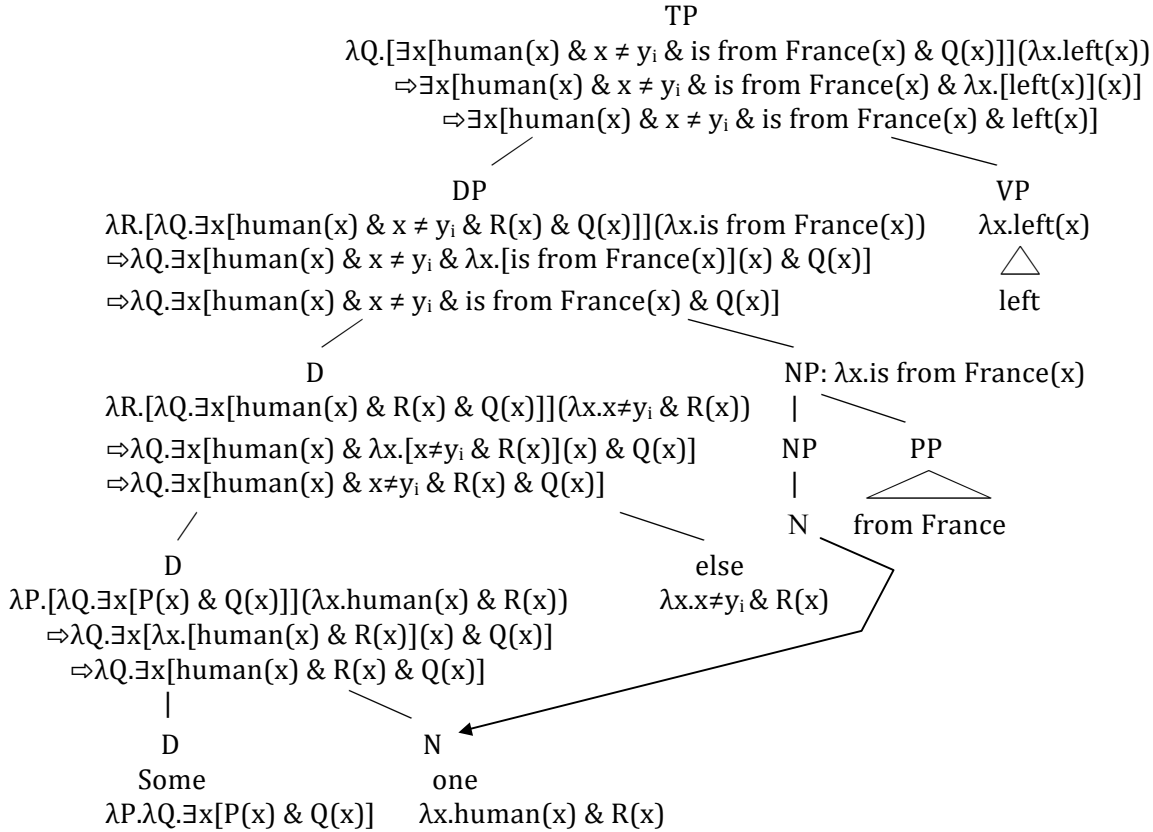 TP
λQ.[∃x[human(x) & x ≠ yᵢ & is from France(x) & Q(x)]](λx.left(x))
⇨∃x[human(x) & x ≠ yᵢ & is from France(x) & λx.[left(x)](x)]
⇨∃x[human(x) & x ≠ yᵢ & is from France(x) & left(x)]
DP VP
λR.[λQ.∃x[human(x) & x ≠ yᵢ & R(x) & Q(x)]](λx.is from France(x)) λx.left(x)
⇨λQ.∃x[human(x) & x ≠ yᵢ & λx.[is from France(x)](x) & Q(x)]
⇨λQ.∃x[human(x) & x ≠ yᵢ & is from France(x) & Q(x)] left
D NP: λx.is from France(x)
λR.[λQ.∃x[human(x) & R(x) & Q(x)]](λx.x≠yᵢ & R(x))
⇨λQ.∃x[human(x) & λx.[x≠yᵢ & R(x)](x) & Q(x)] NP PP
⇨λQ.∃x[human(x) & x≠yᵢ & R(x) & Q(x)]
N from France
D else
λP.[λQ.∃x[P(x) & Q(x)]](λx.human(x) & R(x)) λx.x≠yᵢ & R(x)
⇨λQ.∃x[λx.[human(x) & R(x)](x) & Q(x)]
⇨λQ.∃x[human(x) & R(x) & Q(x)]
D N
Some one
λP.λQ.∃x[P(x) & Q(x)] λx.human(x) & R(x)